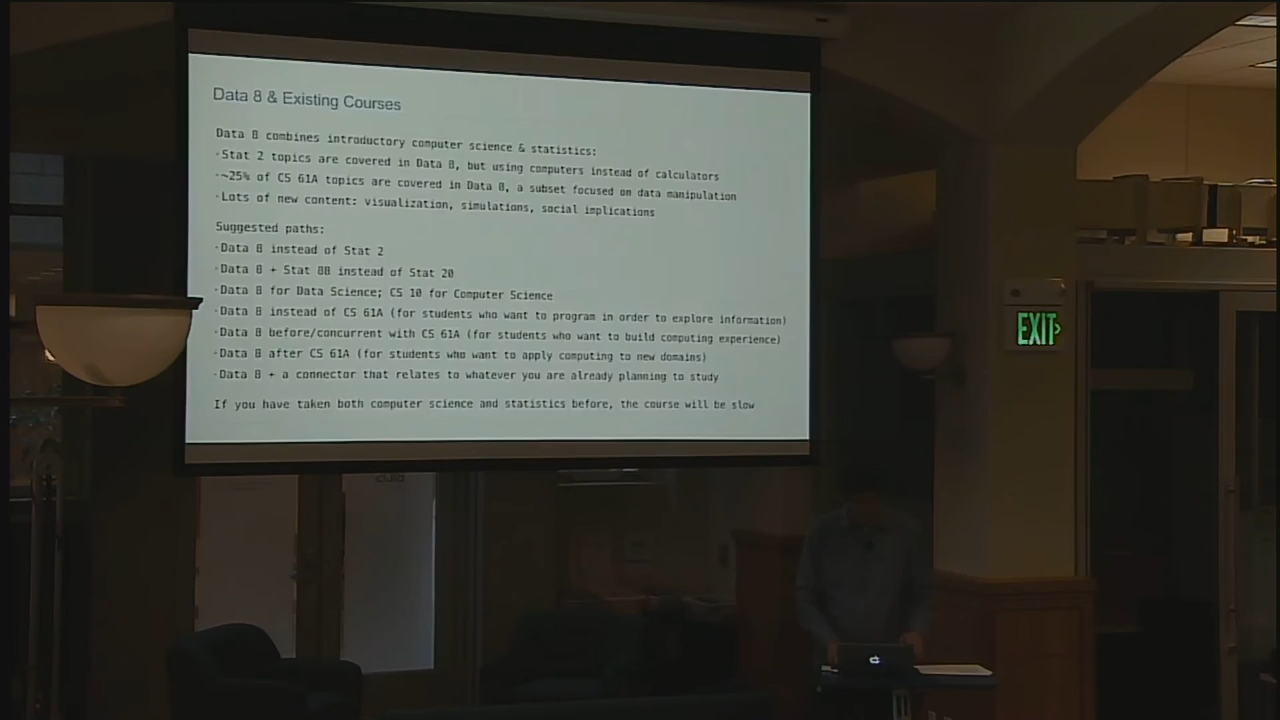 Data 8 & Existing Courses
Data 8 combines introductory computer science & statistics:
·Stat 2 topics are covered in Data 8, but using computers instead of calculators
·~25% of CS 61A topics are covered in Data 8, a subset focused on data manipulation
·Lots of new content: visualization, simulations, social implications
Suggested paths:
·Data 8 instead of Stat 2
·Data 8 + Stat 88 instead of Stat 20
·Data 8 for Data Science; CS 10 for Computer Science
·Data 8 instead of CS 61A (for students who want to program in order to explore information)
·Data 8 before/concurrent with CS 61A (for students who want to build computing experience)
·Data 8 after CS 61A (for students who want to apply computing to new domains)
·Data 8 + a connector that relates to whatever you are already planning to study
If you have taken both computer science and statistics before, the course will be slow
EXIT